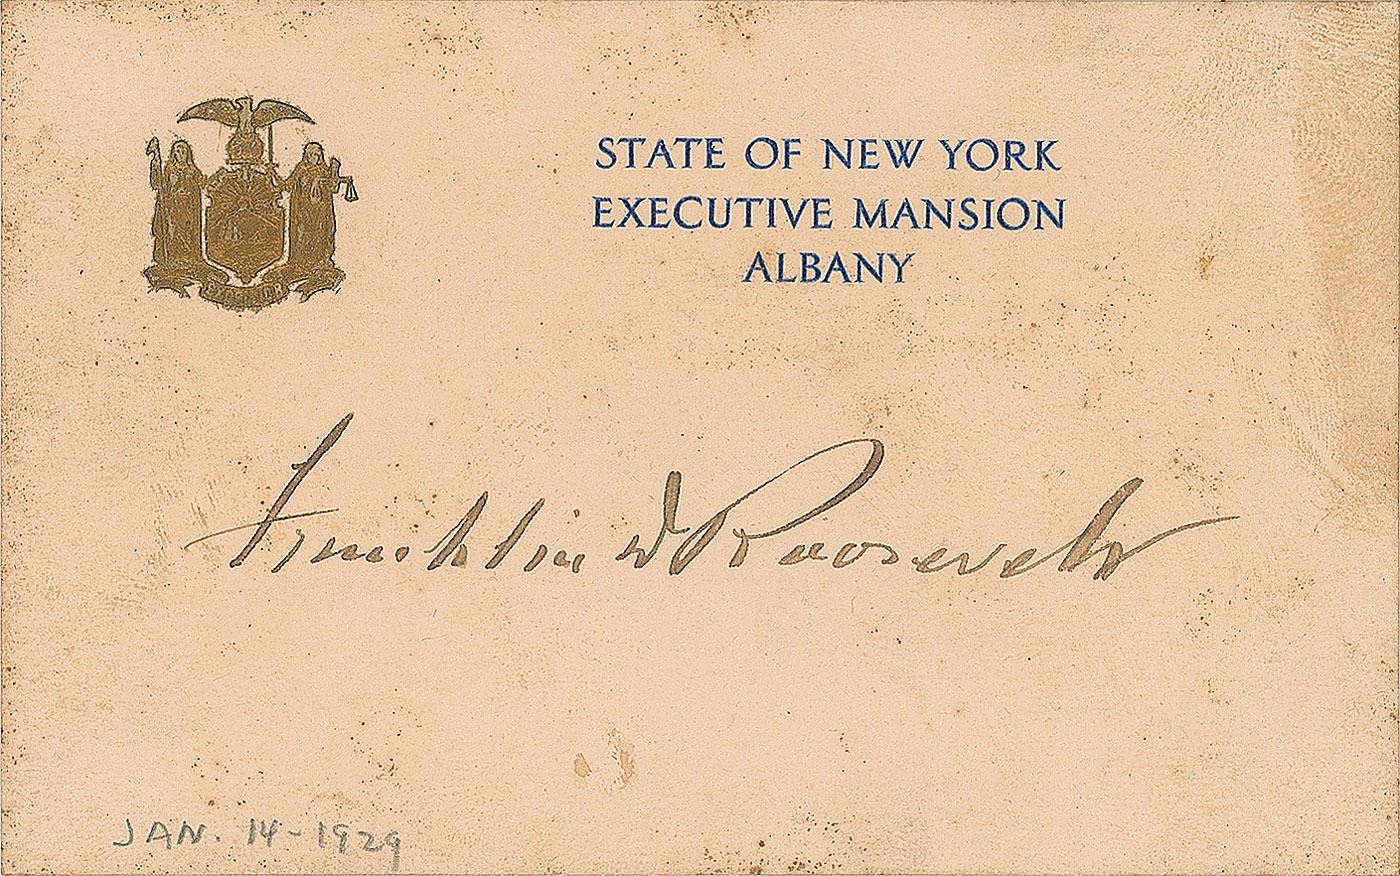 STATE OF NEW YORK
EXECUTIVE MANSION
ALBANY
Franklin D Roosevelt
JAN. 14-1929